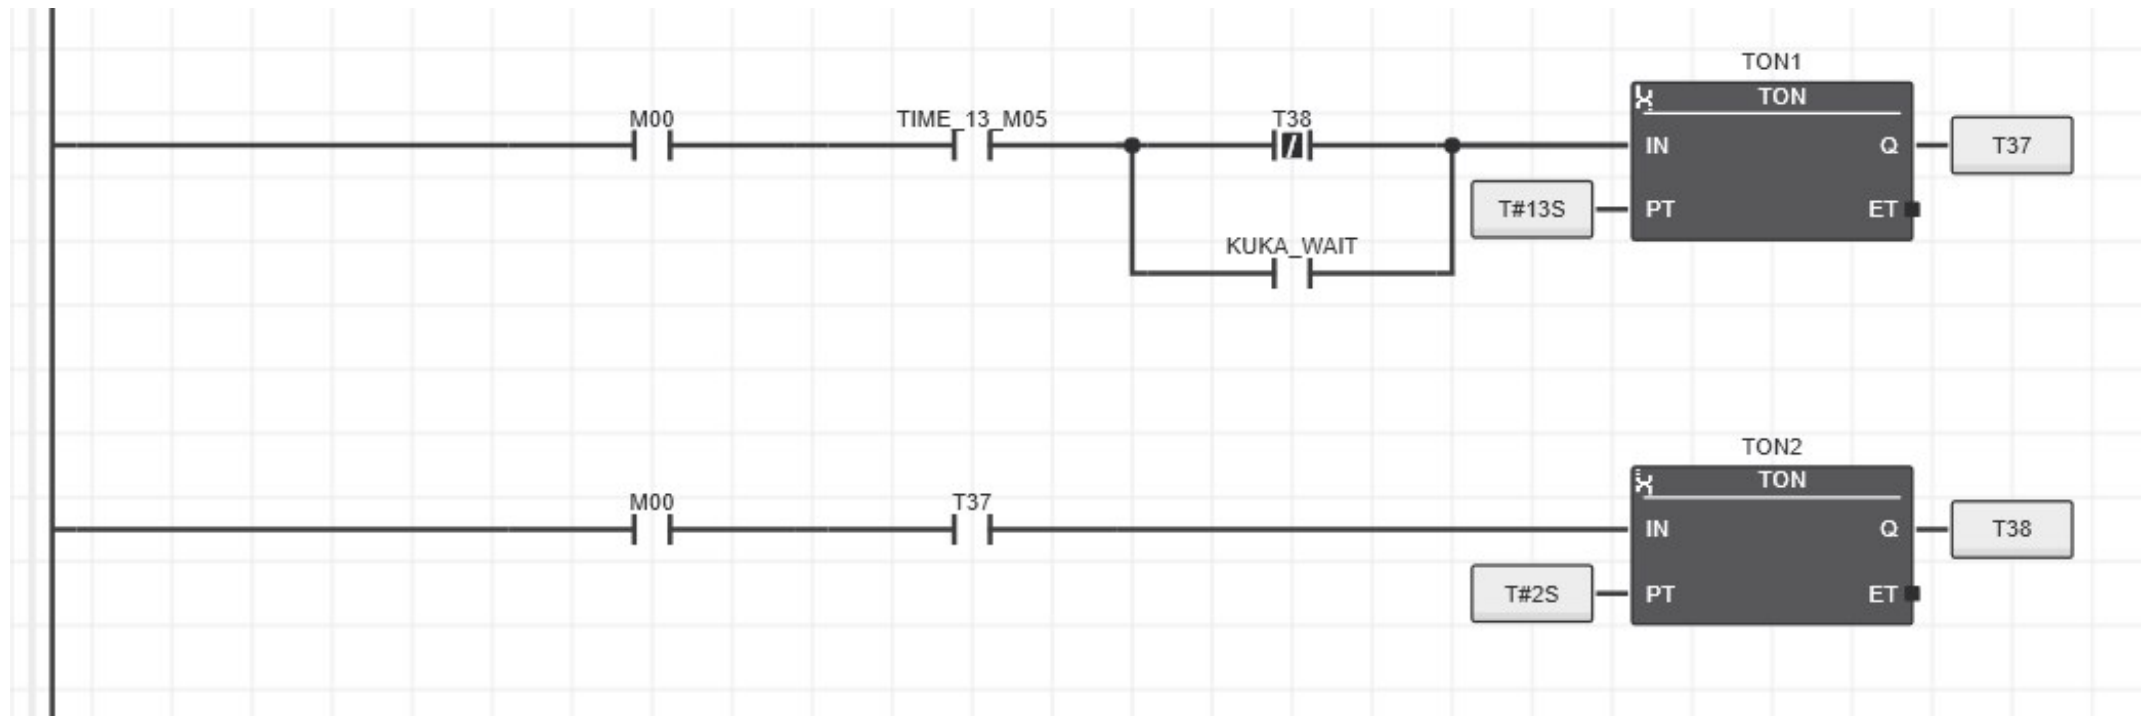 TON1
TON
M00 TIME_13_M05 T38
IN Q T37
T#13S PT ET
KUKA_WAIT
TON2
TON
M00 T37
IN Q T38
T#2S PT ET